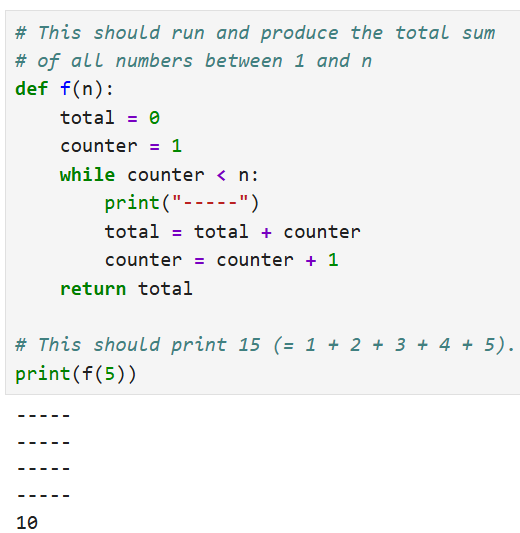 # This should run and produce the total sum
# of all numbers between 1 and n
def f(n):
    total = 0
    counter = 1
    while counter < n:
        print("-----")
        total = total + counter
        counter = counter + 1
    return total

# This should print 15 (= 1 + 2 + 3 + 4 + 5).
print(f(5))
-----
-----
-----
-----
10